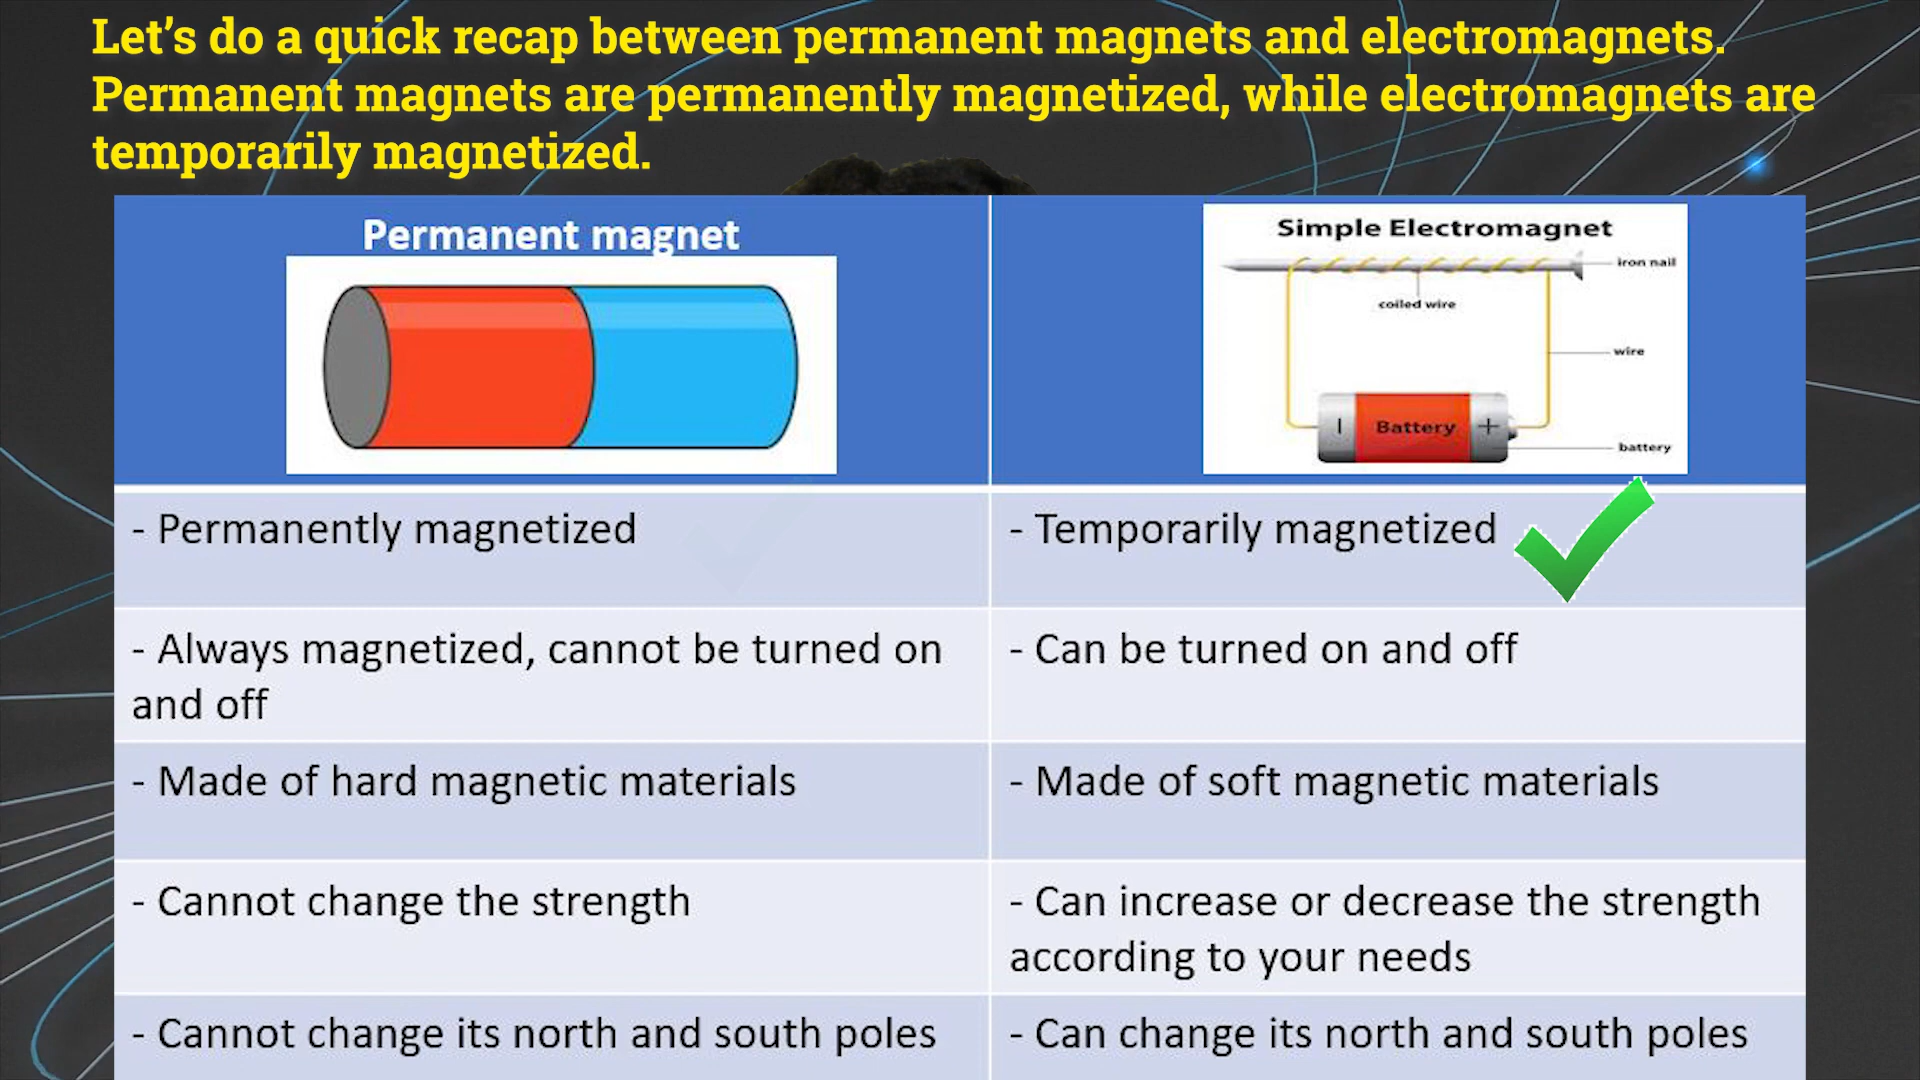 Let’s do a quick recap between permanent magnets and electromagnets.
Permanent magnets are permanently magnetized, while electromagnets are
temporarily magnetized.
Permanent magnet
Simple Electromagnet
iron nail
coiled wire
wire
Battery
battery
- Permanently magnetized
- Temporarily magnetized
- Always magnetized, cannot be turned on
and off
- Can be turned on and off
- Made of hard magnetic materials
- Made of soft magnetic materials
- Cannot change the strength
- Can increase or decrease the strength
according to your needs
- Cannot change its north and south poles
- Can change its north and south poles